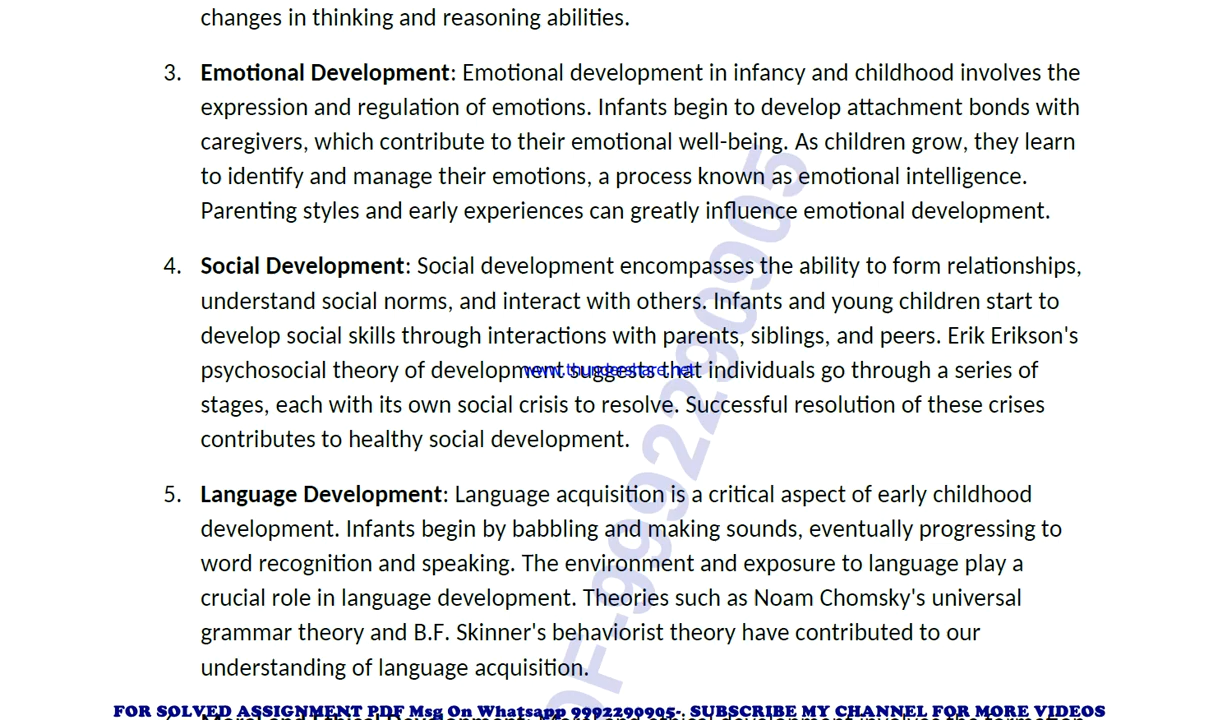 changes in thinking and reasoning abilities.
3. Emotional Development: Emotional development in infancy and childhood involves the
expression and regulation of emotions. Infants begin to develop attachment bonds with
caregivers, which contribute to their emotional well-being. As children grow, they learn
to identify and manage their emotions, a process known as emotional intelligence.
Parenting styles and early experiences can greatly influence emotional development.
4. Social Development: Social development encompasses the ability to form relationships,
understand social norms, and interact with others. Infants and young children start to
develop social skills through interactions with parents, siblings, and peers. Erik Erikson's
psychosocial theory of development suggests that individuals go through a series of
stages, each with its own social crisis to resolve. Successful resolution of these crises
contributes to healthy social development.
5. Language Development: Language acquisition is a critical aspect of early childhood
development. Infants begin by babbling and making sounds, eventually progressing to
word recognition and speaking. The environment and exposure to language play a
crucial role in language development. Theories such as Noam Chomsky's universal
grammar theory and B.F. Skinner's behaviorist theory have contributed to our
understanding of language acquisition.
FOR SOLVED ASSIGNMENT PDF Msg On Whatsapp 9992290905-. SUBSCRIBE MY CHANNEL FOR MORE VIDEOS
DF-9992290905